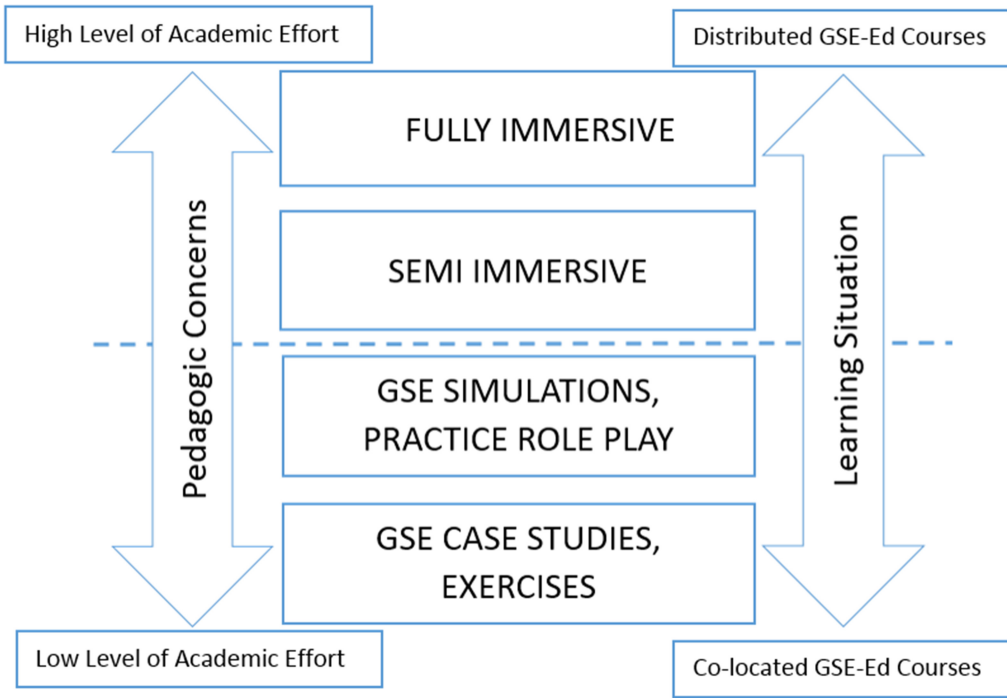 High Level of Academic Effort
Distributed GSE-Ed Courses
FULLY IMMERSIVE
SEMI IMMERSIVE
Pedagogic Concerns
Learning Situation
GSE SIMULATIONS,
PRACTICE ROLE PLAY
GSE CASE STUDIES,
EXERCISES
Low Level of Academic Effort
Co-located GSE-Ed Courses